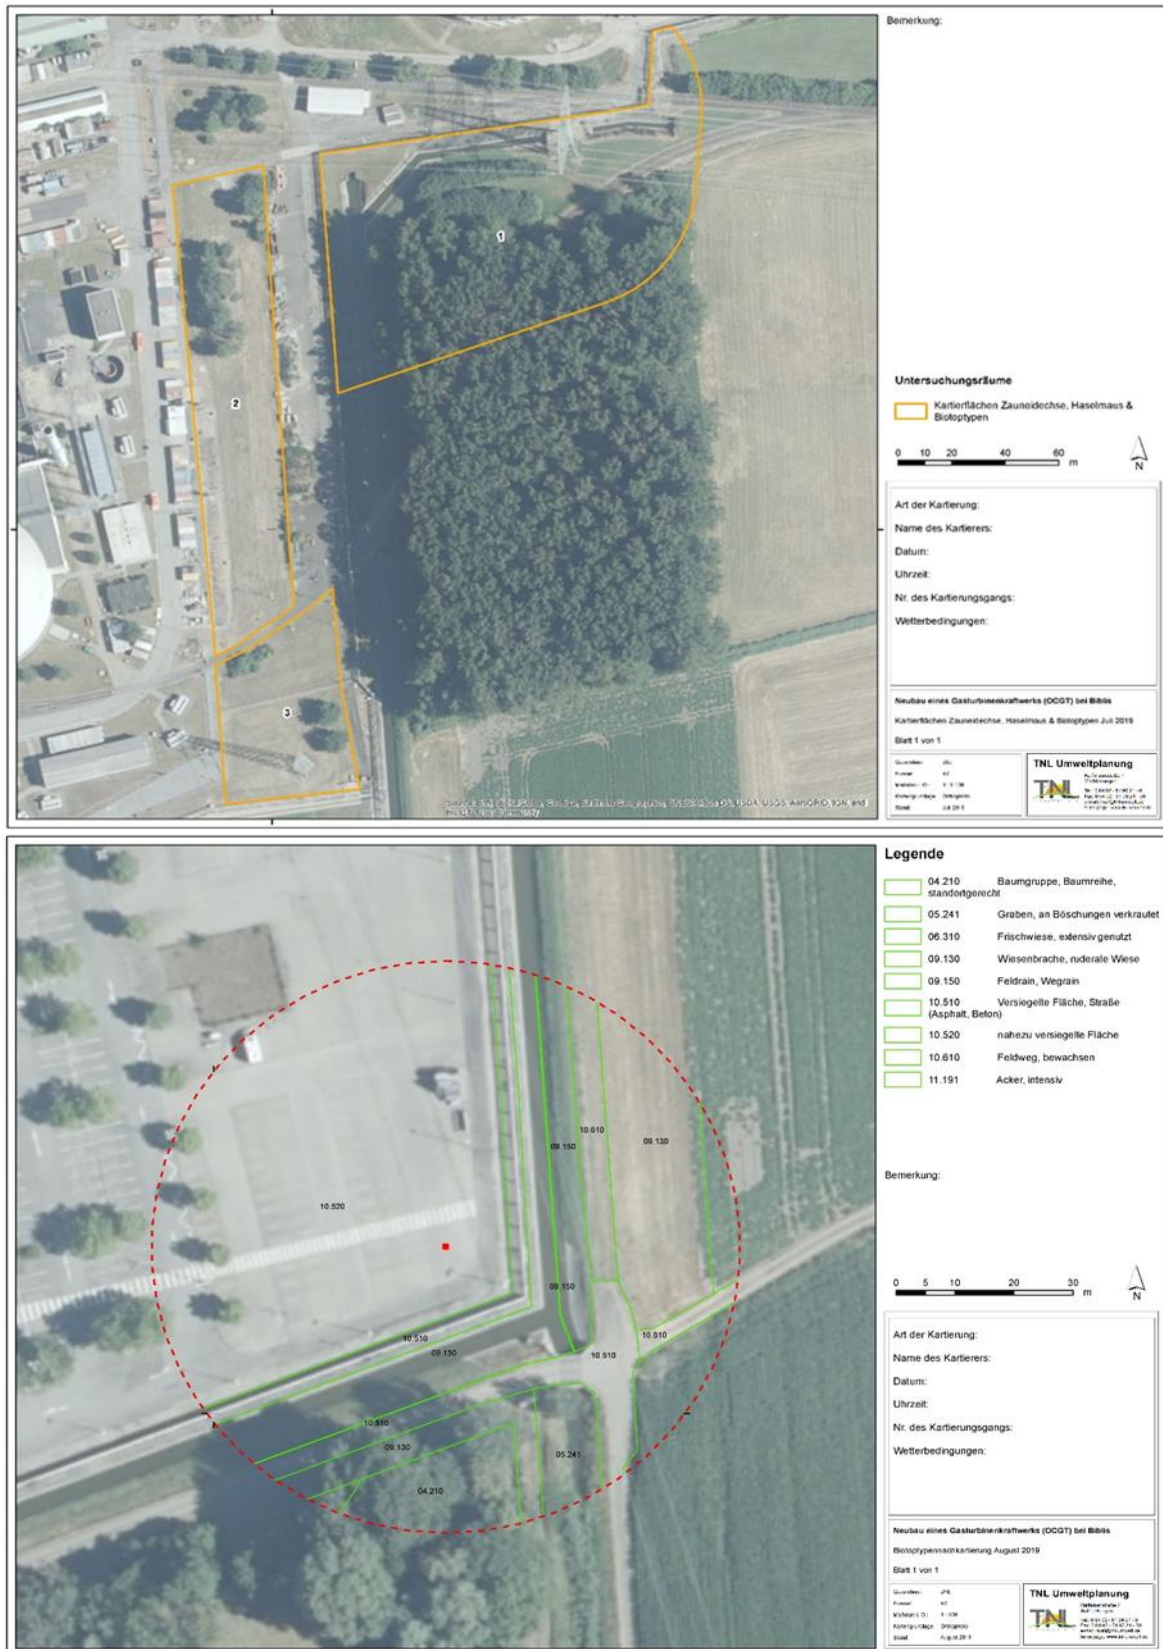 Bemerkung:
1
2
3
Untersuchungsräume
Kartierflächen Zauneidechse, Haselmaus &
Biotoptypen
0 10 20 40 60
m
N
Art der Kartierung:
Name des Kartierers:
Datum:
Uhrzeit:
Nr. des Kartierungsgangs:
Wetterbedingungen:
Neubau eines Gasturbinenkraftwerks (OCGT) bei Biblis
Kartierflächen Zauneidechse, Haselmaus & Biotoptypen Juli 2019
Blatt 1 von 1
TNL Umweltplanung
TNL
Legende
04.210 Baumgruppe, Baumreihe,
standortgerecht
05.241 Graben, an Böschungen verkrautet
06.310 Frischwiese, extensiv genutzt
09.130 Wiesenbrache, ruderale Wiese
09.150 Feldrain, Wegrain
10.510 Versiegelte Fläche, Straße
(Asphalt, Beton)
10.520 nahezu versiegelte Fläche
10.610 Feldweg, bewachsen
11.191 Acker, intensiv
10.610
09.150
09.130
10.520
09.150
10.510
10.610
09.130
10.510
10.510
09.130
05.241
04.210
Bemerkung:
0 5 10 20 30
m
N
Art der Kartierung:
Name des Kartierers:
Datum:
Uhrzeit:
Nr. des Kartierungsgangs:
Wetterbedingungen:
Neubau eines Gasturbinenkraftwerks (OCGT) bei Biblis
Biotoptypennachkartierung August 2019
Blatt 1 von 1
TNL Umweltplanung
TNL